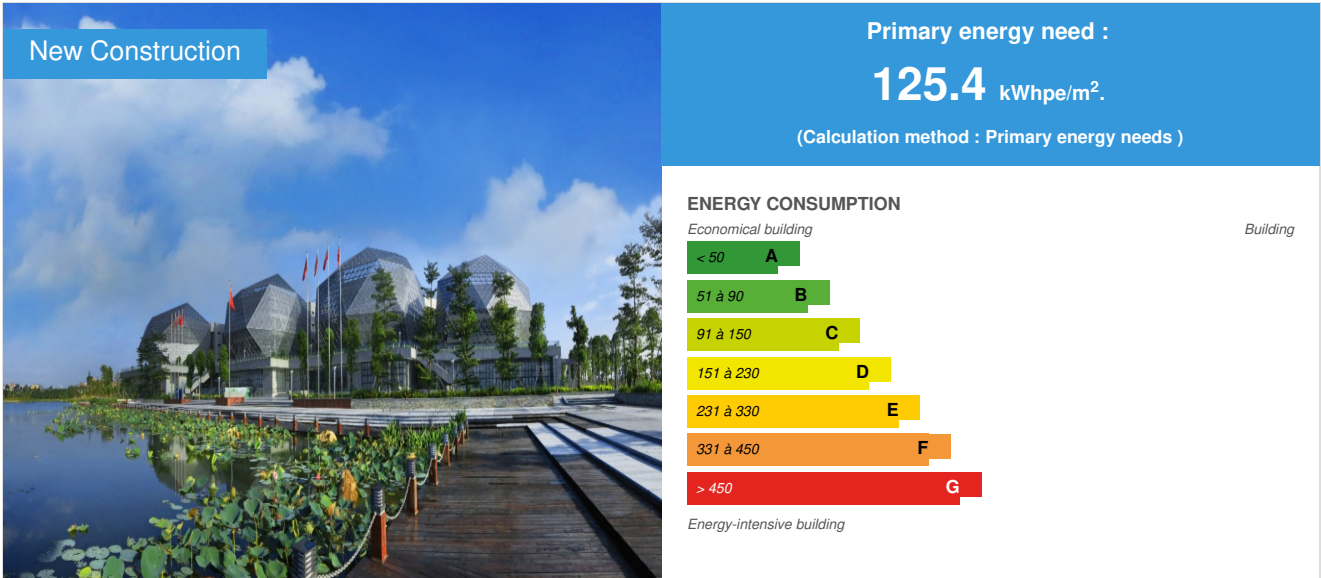 New Construction
Primary energy need :
125.4 kWhpe/m².
(Calculation method : Primary energy needs )
ENERGY CONSUMPTION
Economical building
Building
< 50 A
51 à 90 B
91 à 150 C
151 à 230 D
231 à 330 E
331 à 450 F
> 450 G
Energy-intensive building